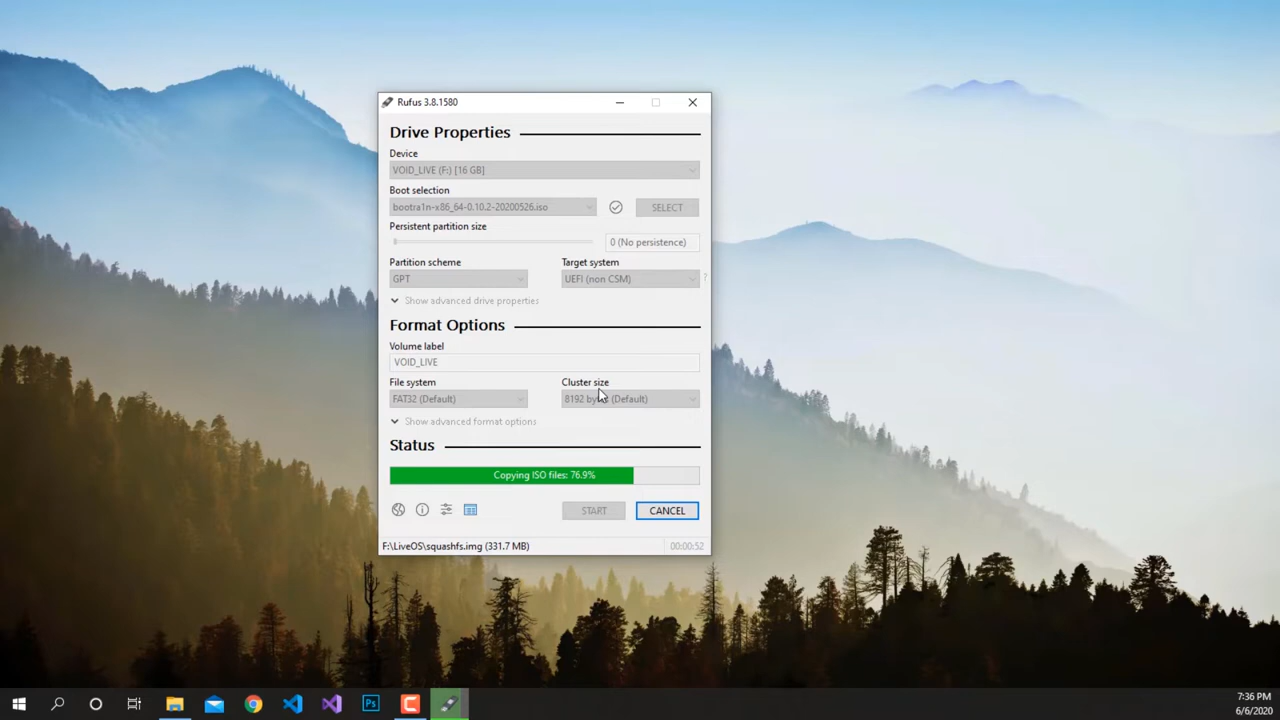 Rufus 3.8.1580
Drive Properties
Device
VOID_LIVE (F:) [16 GB]
Boot selection
bootra1n-x86_64-0.10.2-20200526.iso
SELECT
Persistent partition size
0 (No persistence)
Partition scheme
Target system
GPT
UEFI (non CSM)
?
Show advanced drive properties
Format Options
Volume label
VOID_LIVE
File system
Cluster size
FAT32 (Default)
8192 (Default)
Show advanced format options
Status
Copying ISO files: 76.9%
START
CANCEL
F:\LiveOS\squashfs.img (331.7 MB)
00:00:52
Ps
7:36 PM
6/6/2020